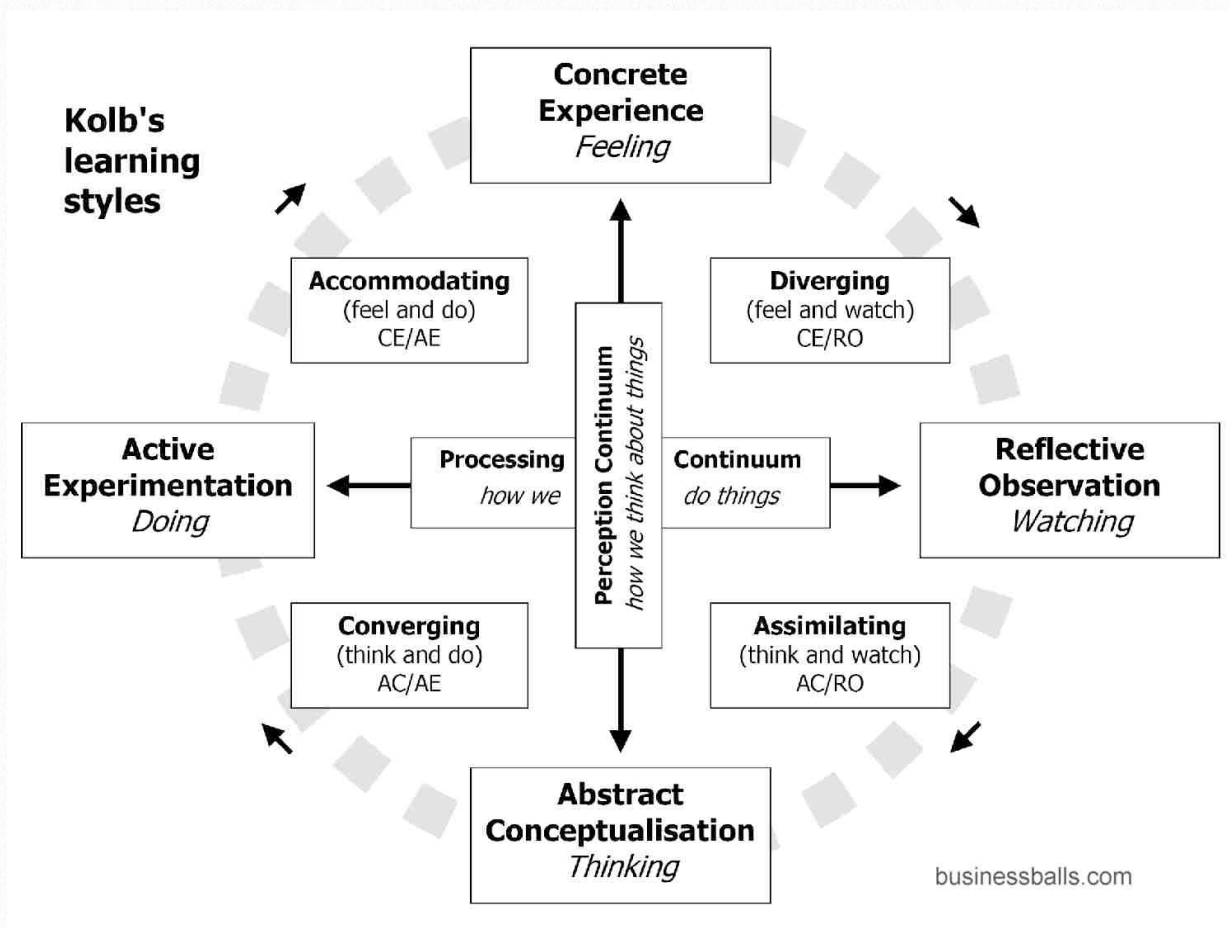 Kolb's
learning
styles
Concrete
Experience
Feeling
Accommodating
(feel and do)
CE/AE
Diverging
(feel and watch)
CE/RO
Active
Experimentation
Doing
Processing
how we
Perception Continuum
how we think about things
Continuum
do things
Reflective
Observation
Watching
Converging
(think and do)
AC/AE
Assimilating
(think and watch)
AC/RO
Abstract
Conceptualisation
Thinking
businessballs.com